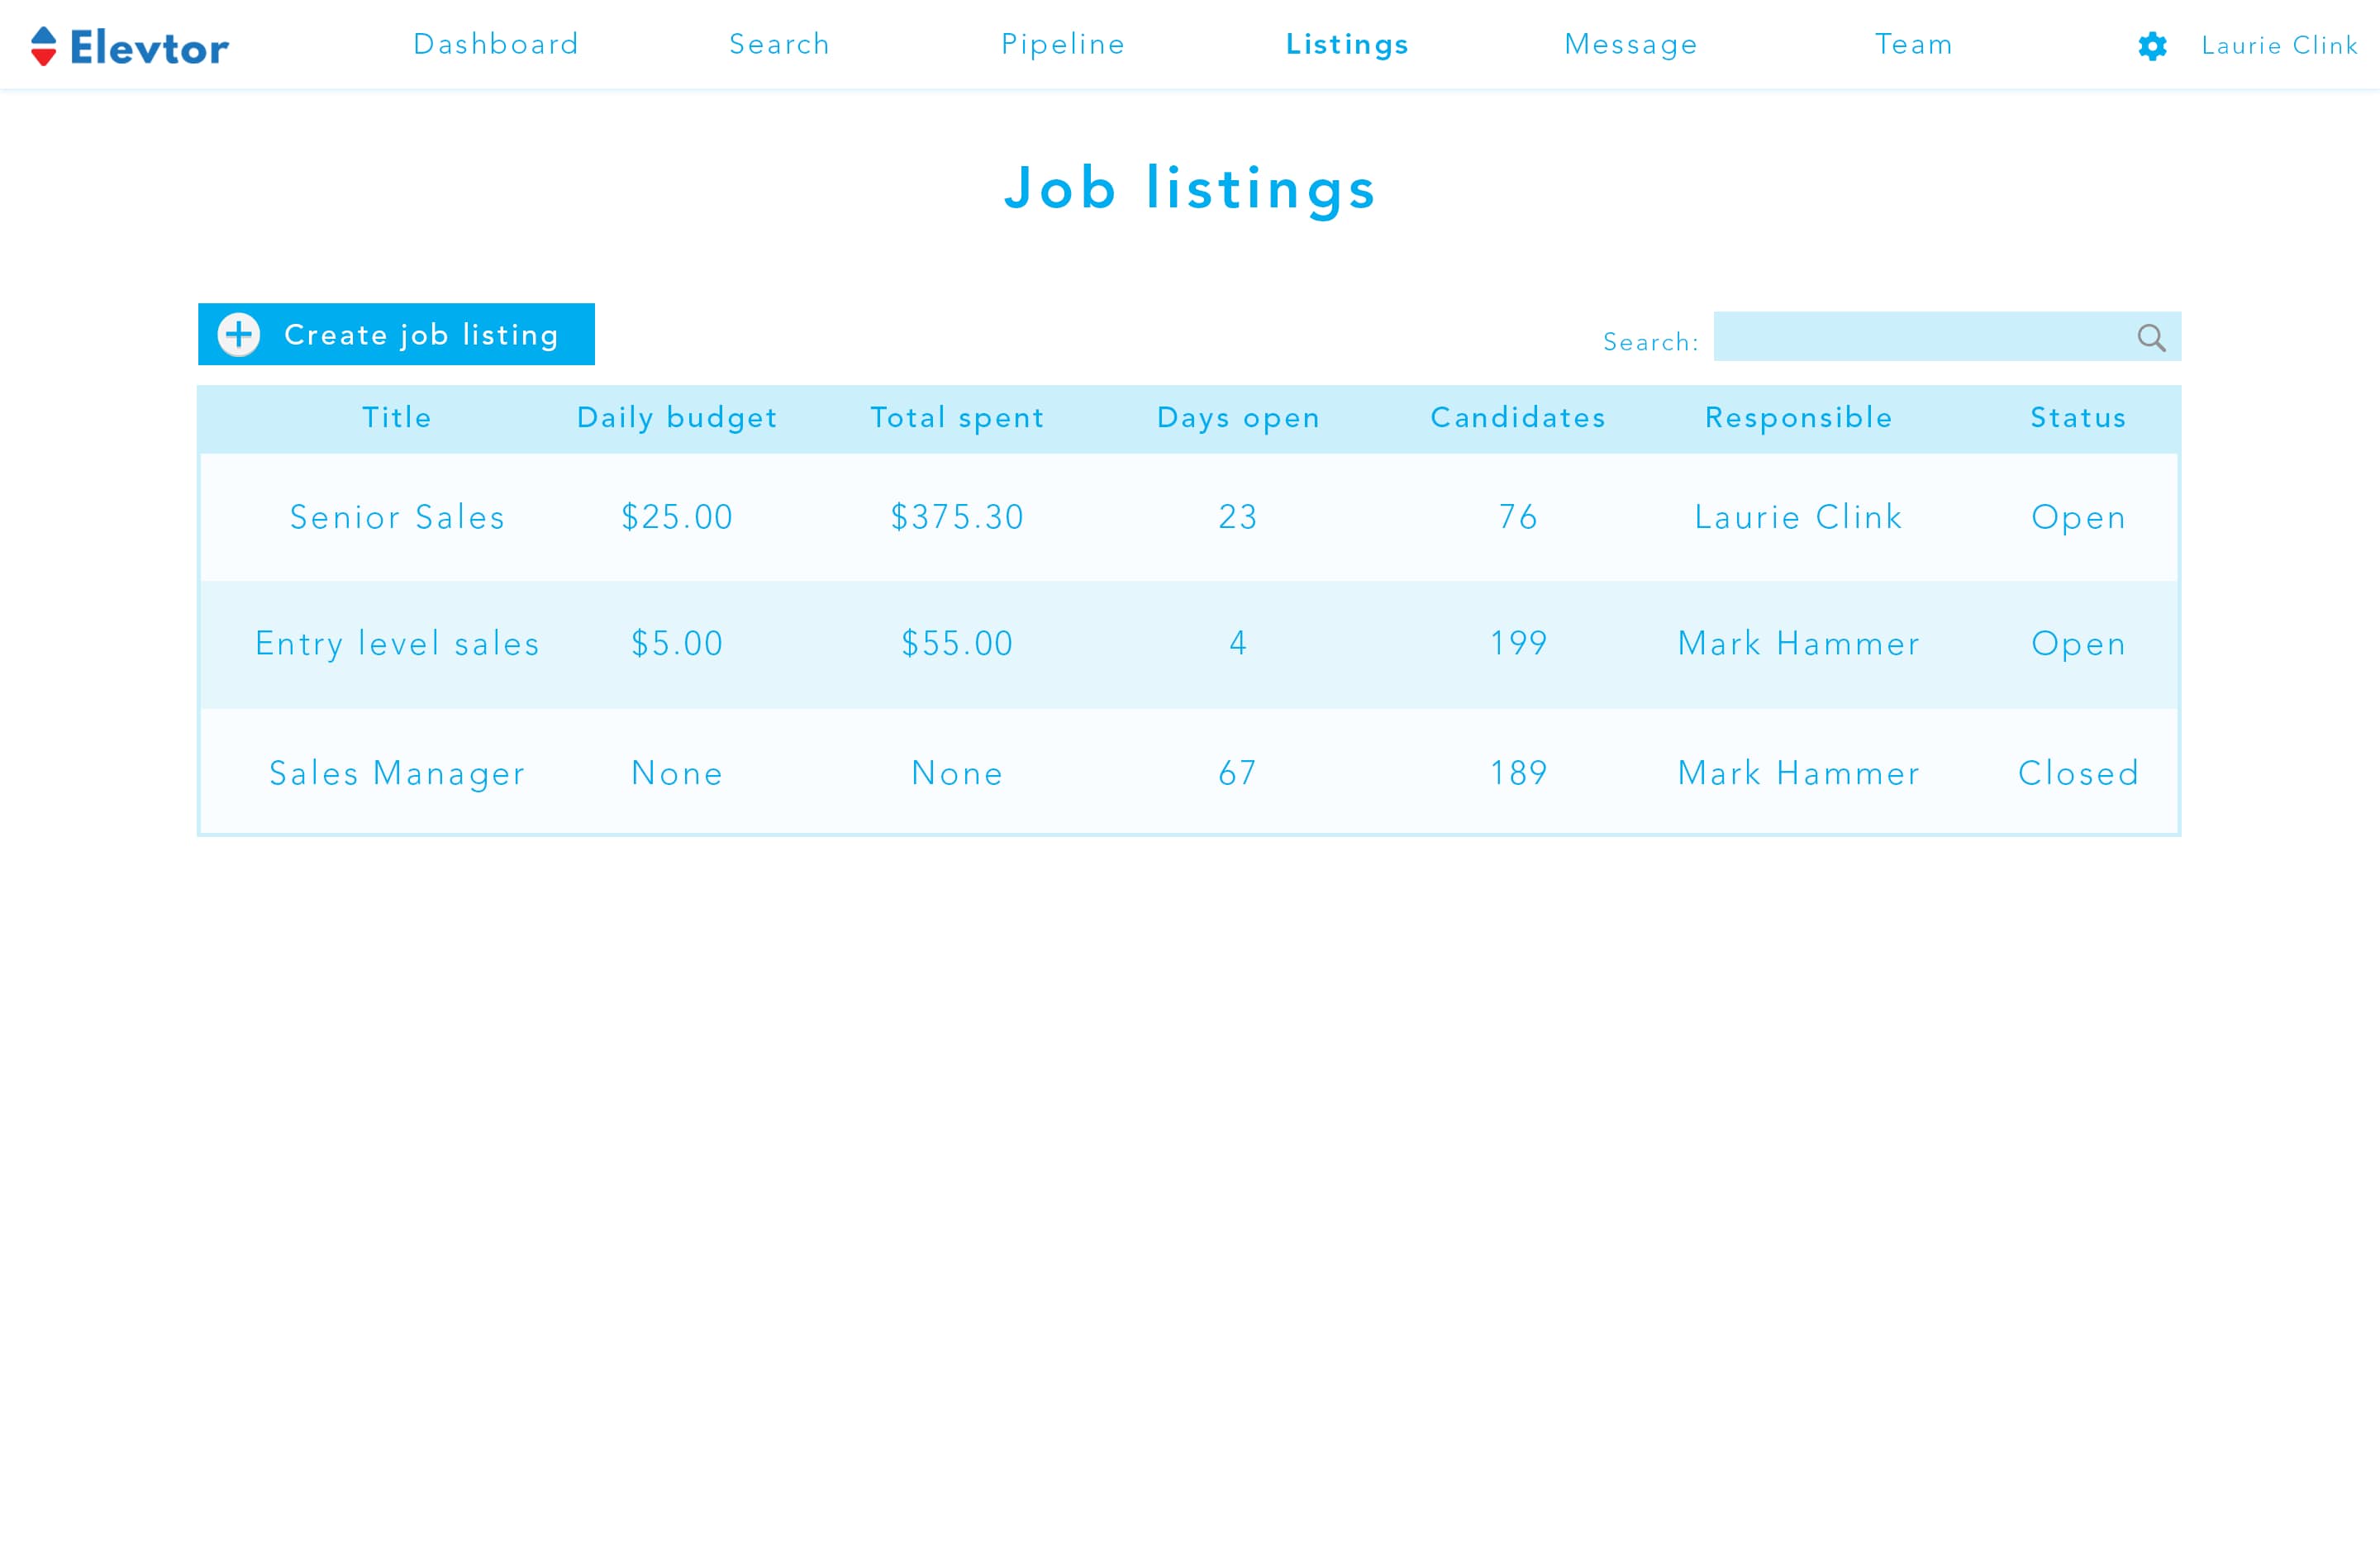 Elevtor Dashboard Search Pipeline Listings Message Team Laurie Clink
Job listings
Create job listing Search:
Title Daily budget Total spent Days open Candidates Responsible Status
Senior Sales $25.00 $375.30 23 76 Laurie Clink Open
Entry level sales $5.00 $55.00 4 199 Mark Hammer Open
Sales Manager None None 67 189 Mark Hammer Closed